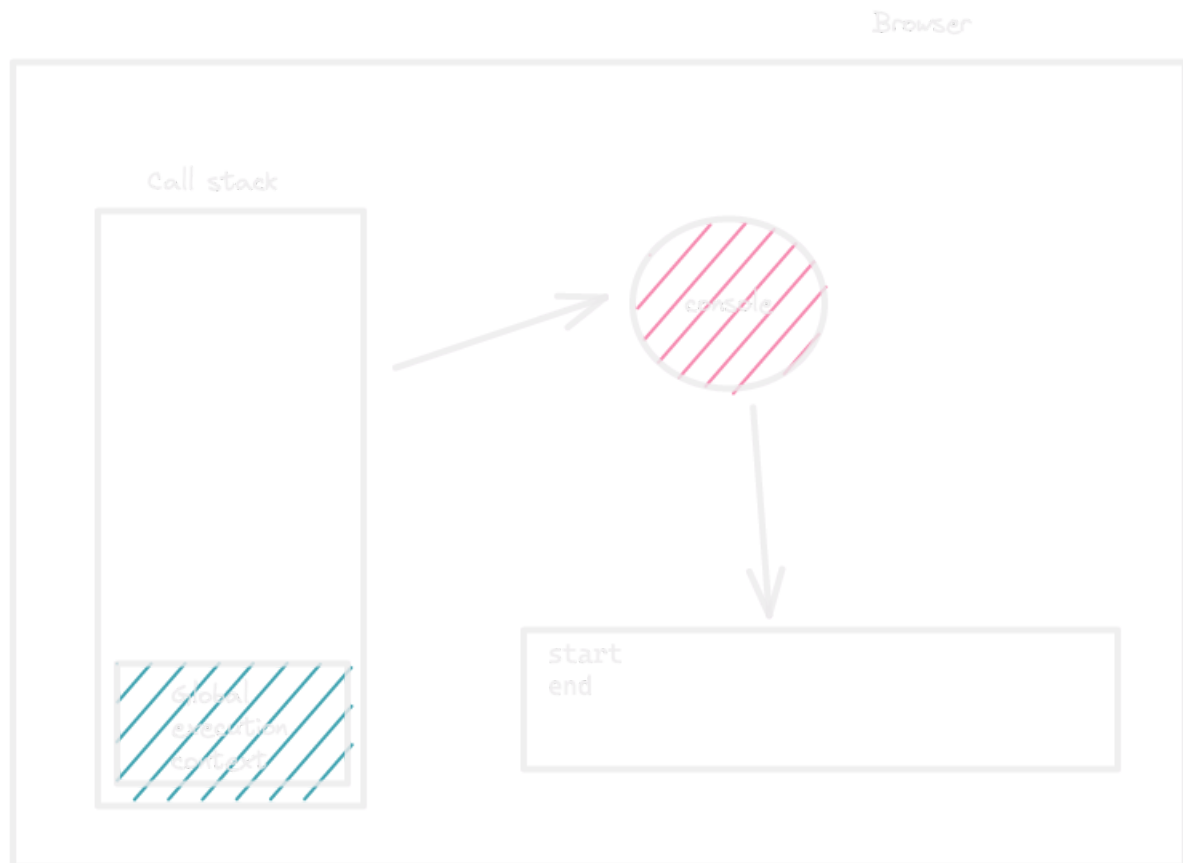 Browser
Call stack
console
start
end
Global
execution
context